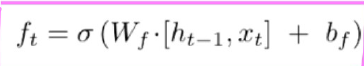 f_t = σ (W_f·[h_{t−1}, x_t] + b_f)